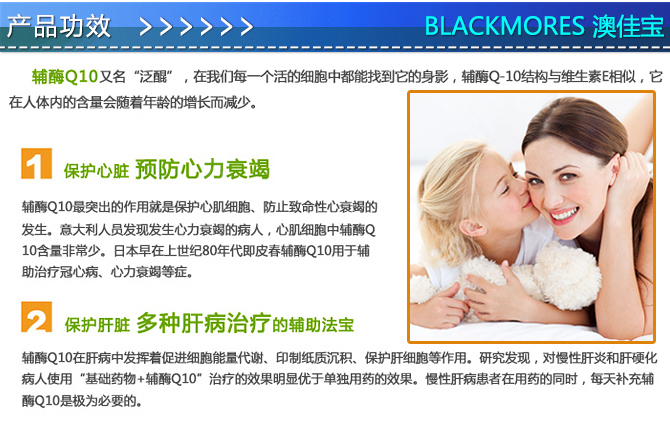 产品功效 >>>>>> BLACKMORES 澳佳宝
辅酶Q10又名“泛醌”，在我们每一个活的细胞中都能找到它的身影，辅酶Q-10结构与维生素E相似，它
在人体内的含量会随着年龄的增长而减少。
1 保护心脏 预防心力衰竭
辅酶Q10最突出的作用就是保护心肌细胞、防止致命性心衰竭的
发生。意大利人员发现发生心力衰竭的病人，心肌细胞中辅酶Q
10含量非常少。日本早在上世纪80年代即皮春辅酶Q10用于辅
助治疗冠心病、心力衰竭等症。
2 保护肝脏 多种肝病治疗的辅助法宝
辅酶Q10在肝病中发挥着促进细胞能量代谢、印制纸质沉积、保护肝细胞等作用。研究发现，对慢性肝炎和肝硬化
病人使用“基础药物+辅酶Q10”治疗的效果明显优于单独用药的效果。慢性肝病患者在用药的同时，每天补充辅
酶Q10是极为必要的。